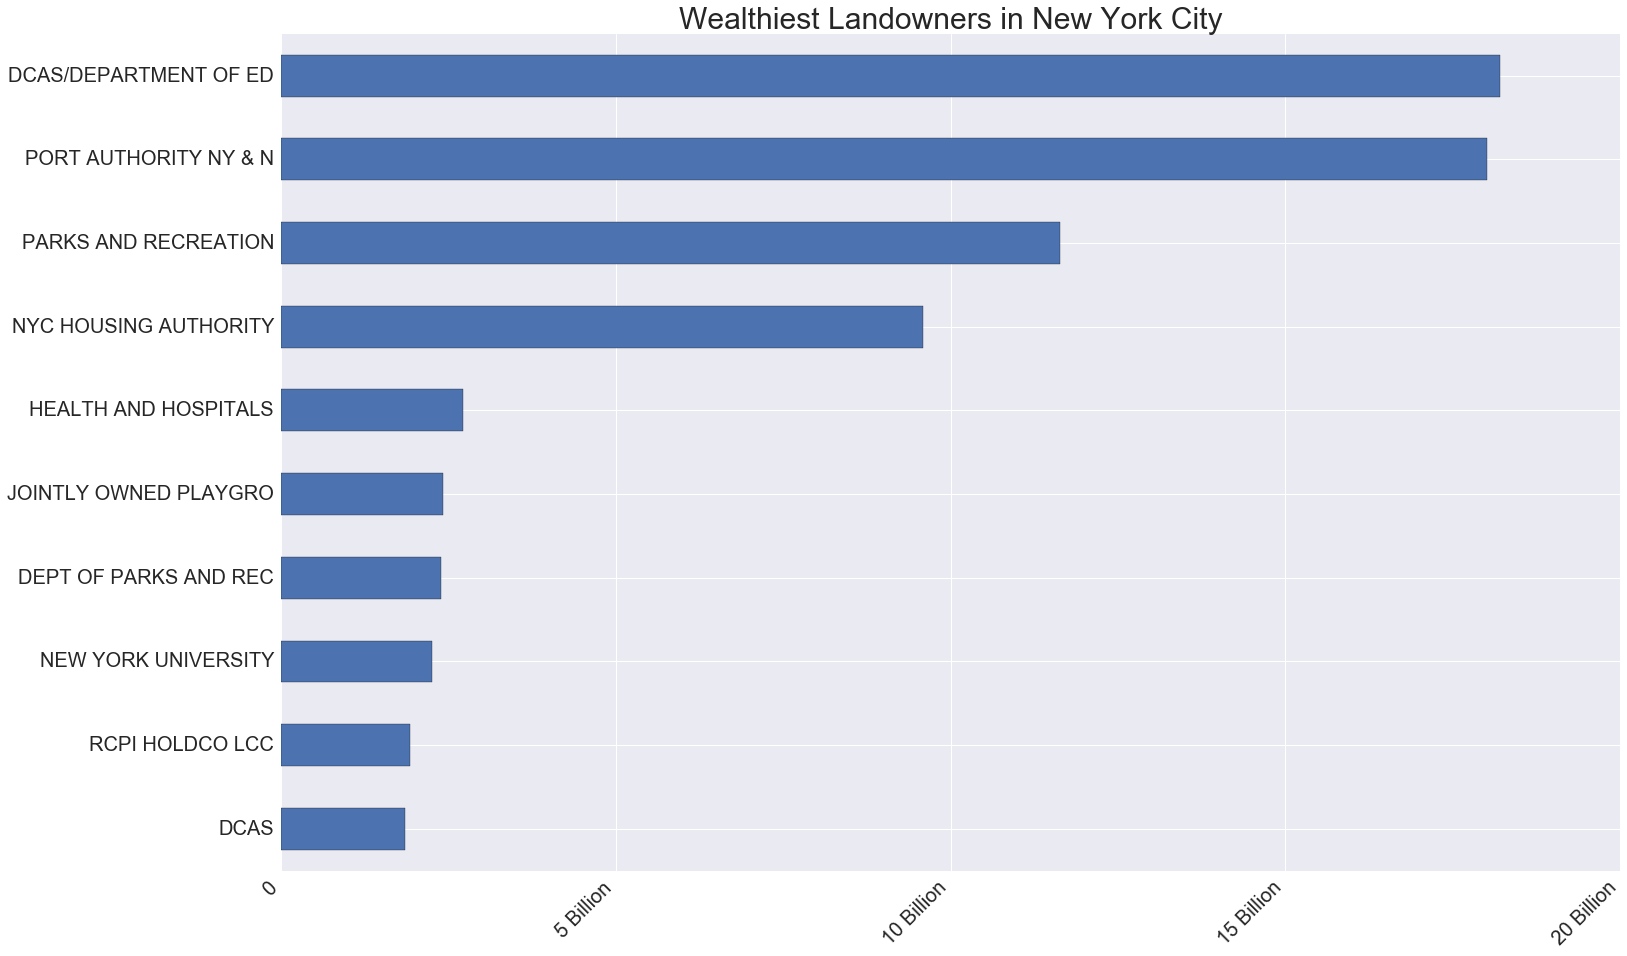 Wealthiest Landowners in New York City
DCAS/DEPARTMENT OF ED
PORT AUTHORITY NY & N
PARKS AND RECREATION
NYC HOUSING AUTHORITY
HEALTH AND HOSPITALS
JOINTLY OWNED PLAYGRO
DEPT OF PARKS AND REC
NEW YORK UNIVERSITY
RCPI HOLDCO LCC
DCAS
0
5 Billion
10 Billion
15 Billion
20 Billion